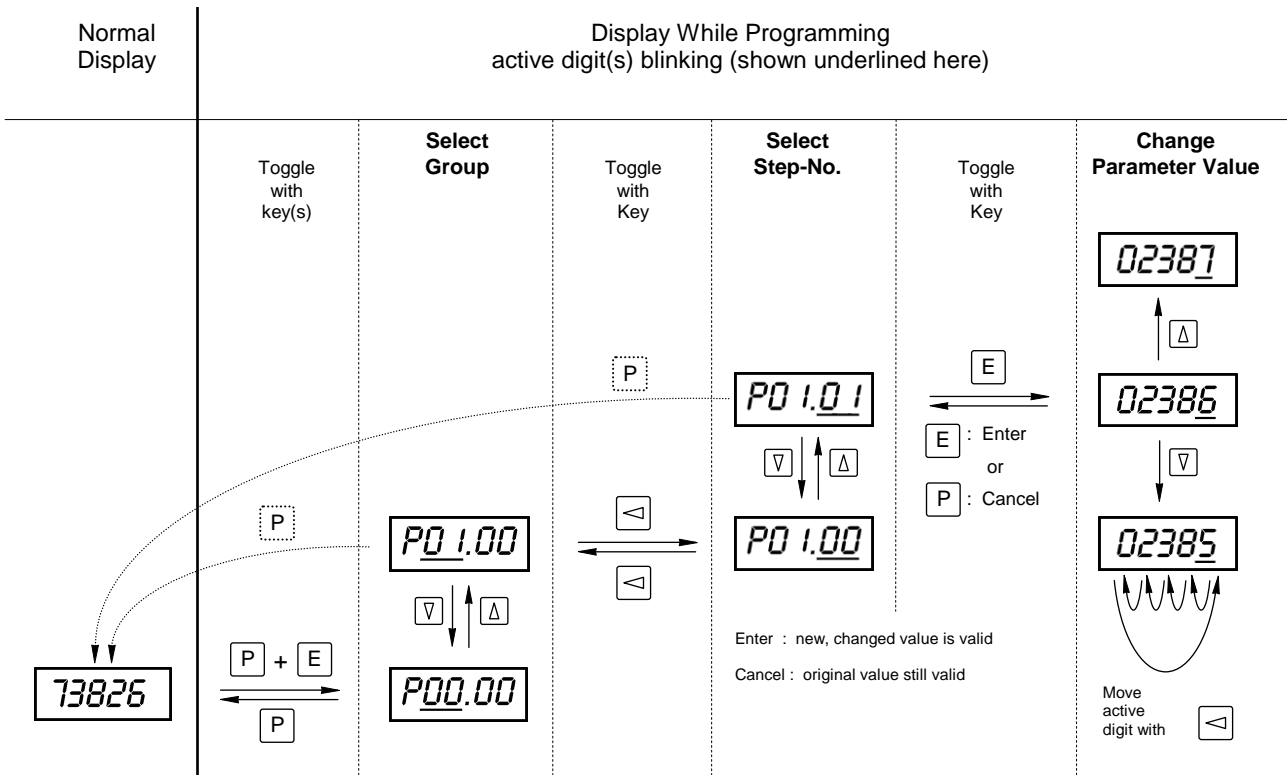 Normal
Display
Display While Programming
active digit(s) blinking (shown underlined here)
Toggle
with
key(s)
Select
Group
Toggle
with
Key
Select
Step-No.
Toggle
with
Key
Change
Parameter Value
02387
Δ
P
E
P01.01
02386
E : Enter
or
P : Cancel
∇ Δ
∇
P
P01.00
P01.00
02385
∇ Δ
Enter : new, changed value is valid
Cancel : original value still valid
73826
P + E
P
P00.00
Move
active
digit with